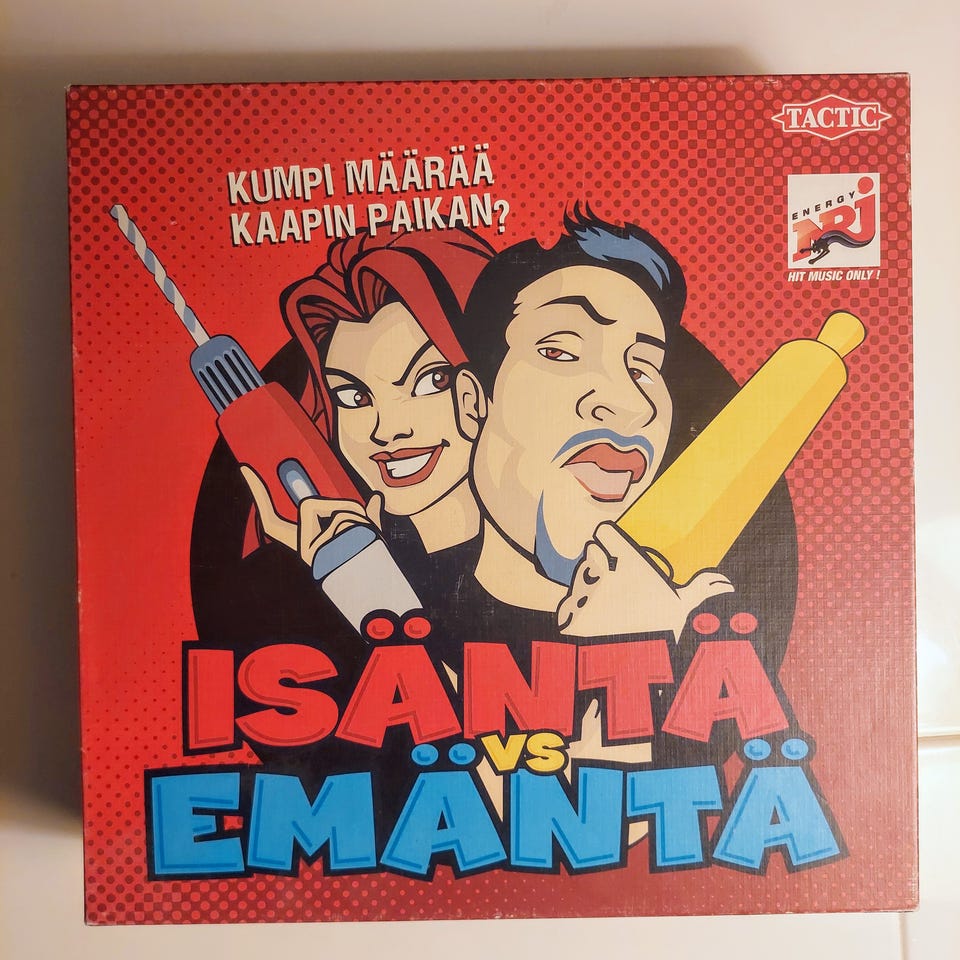 TACTIC
KUMPI MÄÄRÄÄ
KAAPIN PAIKAN?
ENERGY
NRJ
HIT MUSIC ONLY!
ISÄNTÄ
VS
EMÄNTÄ